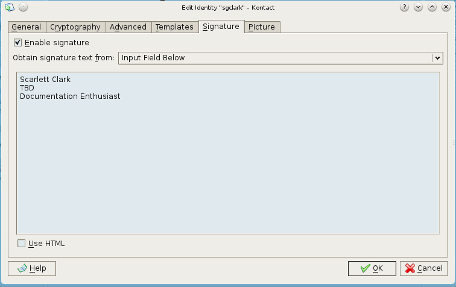 Edit Identity "sgclark" – Kontact
General Cryptography Advanced Templates Signature Picture
Enable signature
Obtain signature text from: Input Field Below
Scarlett Clark
TBD
Documentation Enthusiast
Use HTML
Help OK Cancel